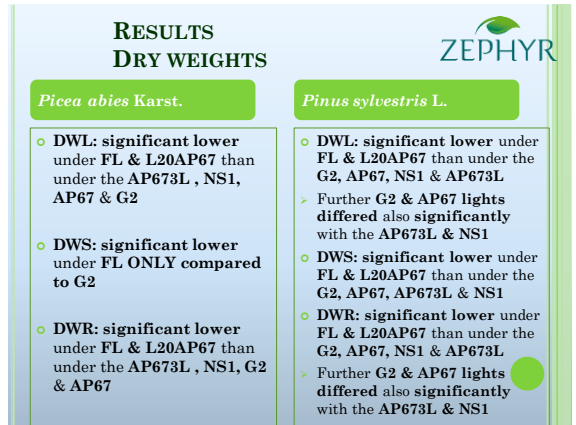 RESULTS
DRY WEIGHTS
ZEPHYR
Picea abies Karst.
DWL: significant lower
under FL & L20AP67 than
under the AP673L , NS1,
AP67 & G2
DWS: significant lower
under FL ONLY compared
to G2
DWR: significant lower
under FL & L20AP67 than
under the AP673L , NS1, G2
& AP67
Pinus sylvestris L.
DWL: significant lower under
FL & L20AP67 than under the
G2, AP67, NS1 & AP673L
Further G2 & AP67 lights
differed also significantly
with the AP673L & NS1
DWS: significant lower under
FL & L20AP67 than under the
G2, AP67, AP673L & NS1
DWR: significant lower under
FL & L20AP67 than under the
G2, AP67, NS1 & AP673L
Further G2 & AP67 lights
differed also significantly
with the AP673L & NS1